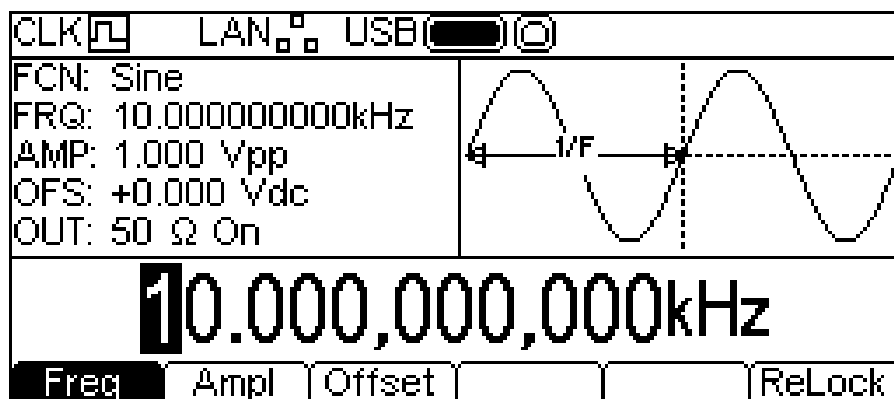 CLK LAN USB
FCN: Sine
FRQ: 10.000000000kHz
AMP: 1.000 Vpp
OFS: +0.000 Vdc
OUT: 50 Ω On
1/F
10.000,000,000kHz
Freq Ampl Offset ReLock